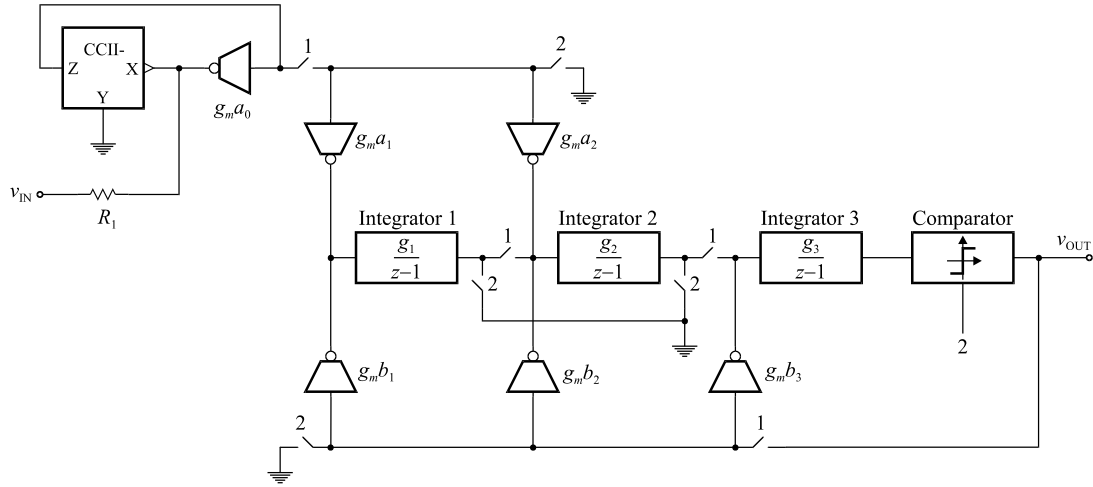 CCII-
Z X
Y
g_m a_0
1
2
g_m a_1
g_m a_2
v_IN
R_1
Integrator 1
g_1
z−1
1
2
Integrator 2
g_2
z−1
1
2
Integrator 3
g_3
z−1
Comparator
2
v_OUT
g_m b_1
g_m b_2
g_m b_3
2
1